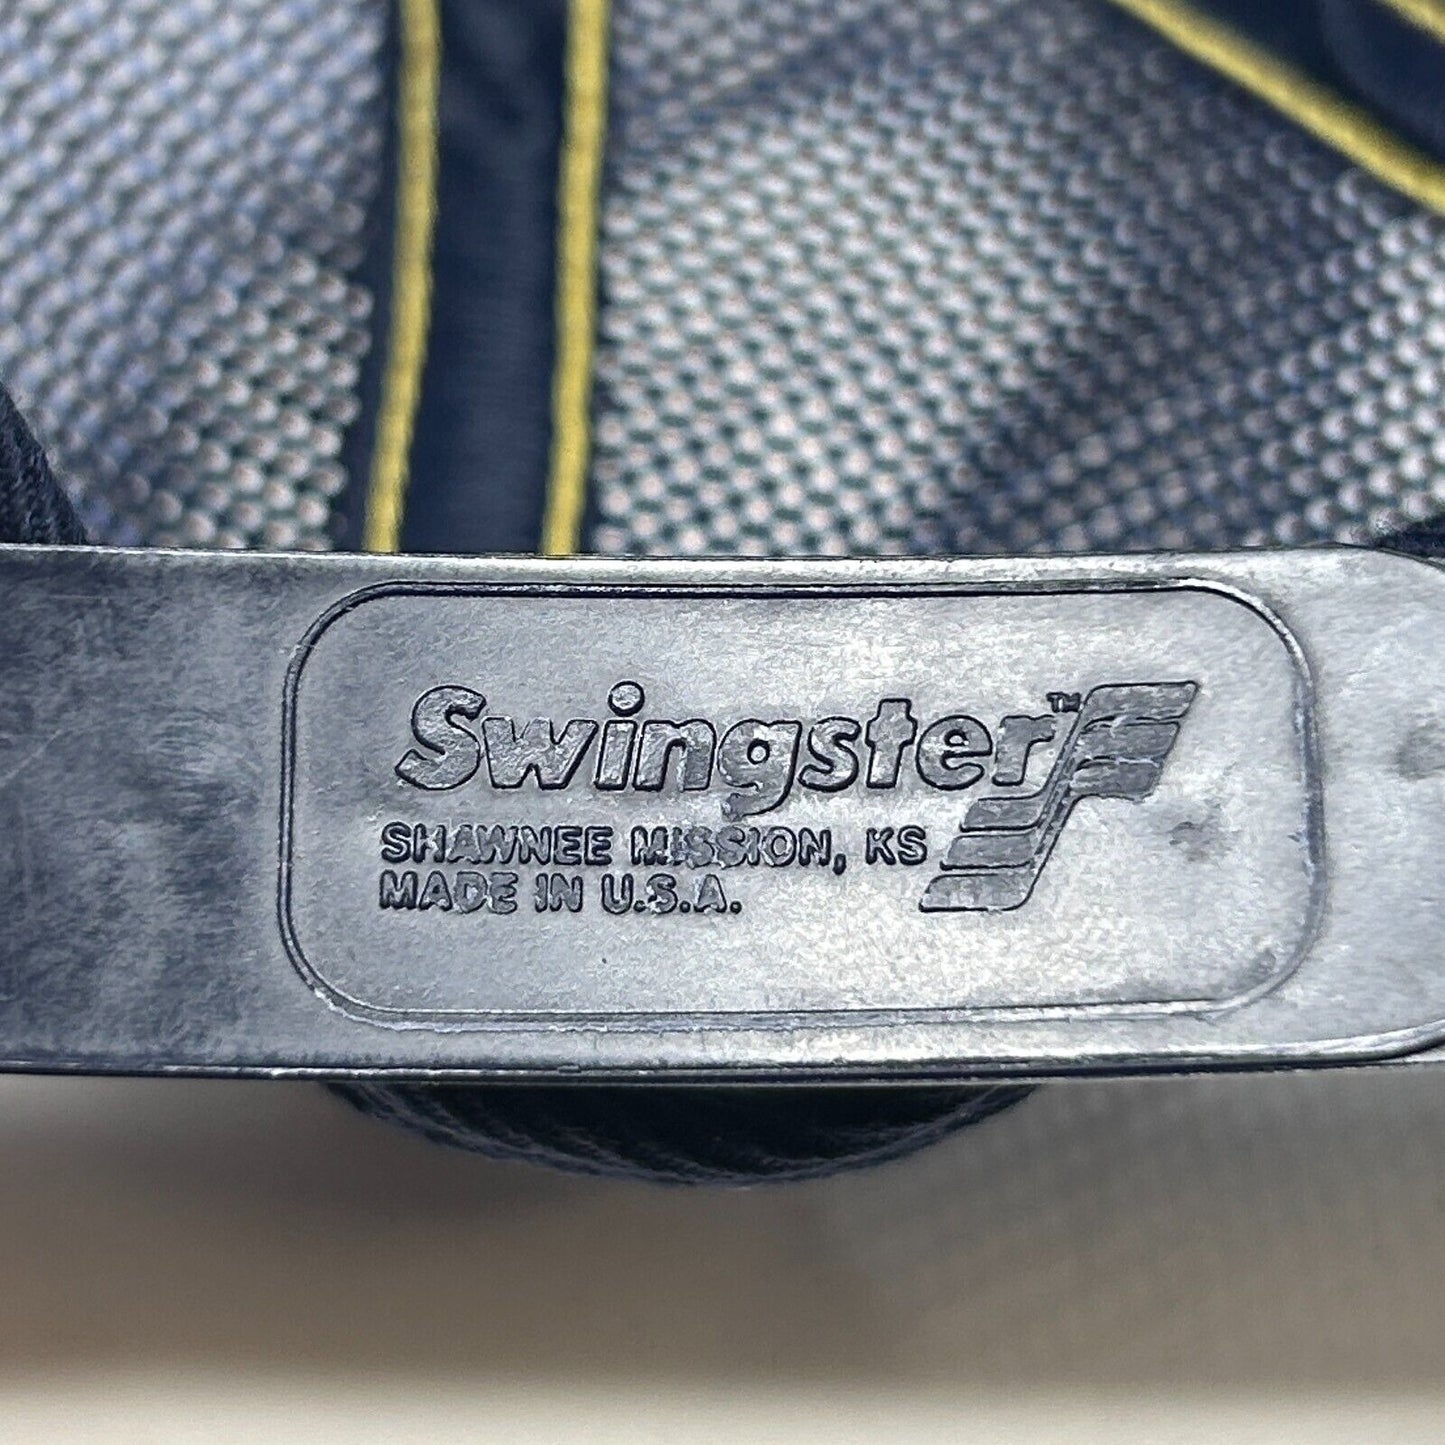 Swingster™
SHAWNEE MISSION, KS
MADE IN U.S.A.